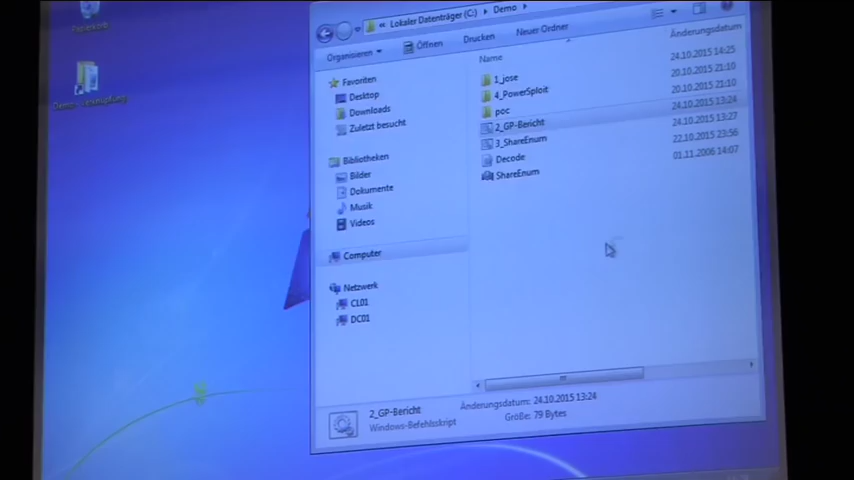 Papierkorb
« Lokaler Datenträger (C:) ▸ Demo ▸
Organisieren
Öffnen
Drucken
Neuer Ordner
Name
Änderungsdatum
Favoriten
Desktop
Downloads
Zuletzt besucht
Bibliotheken
Bilder
Dokumente
Musik
Videos
Computer
Netzwerk
CL01
DC01
1_jose 24.10.2015 14:25
4_PowerSploit 20.10.2015 21:10
poc 20.10.2015 21:10
2_GP-Bericht 24.10.2015 13:24
3_ShareEnum 24.10.2015 13:27
Decode 22.10.2015 23:56
ShareEnum 01.11.2006 14:07
2_GP-Bericht Änderungsdatum: 24.10.2015 13:24
Windows-Befehlsskript Größe: 79 Bytes